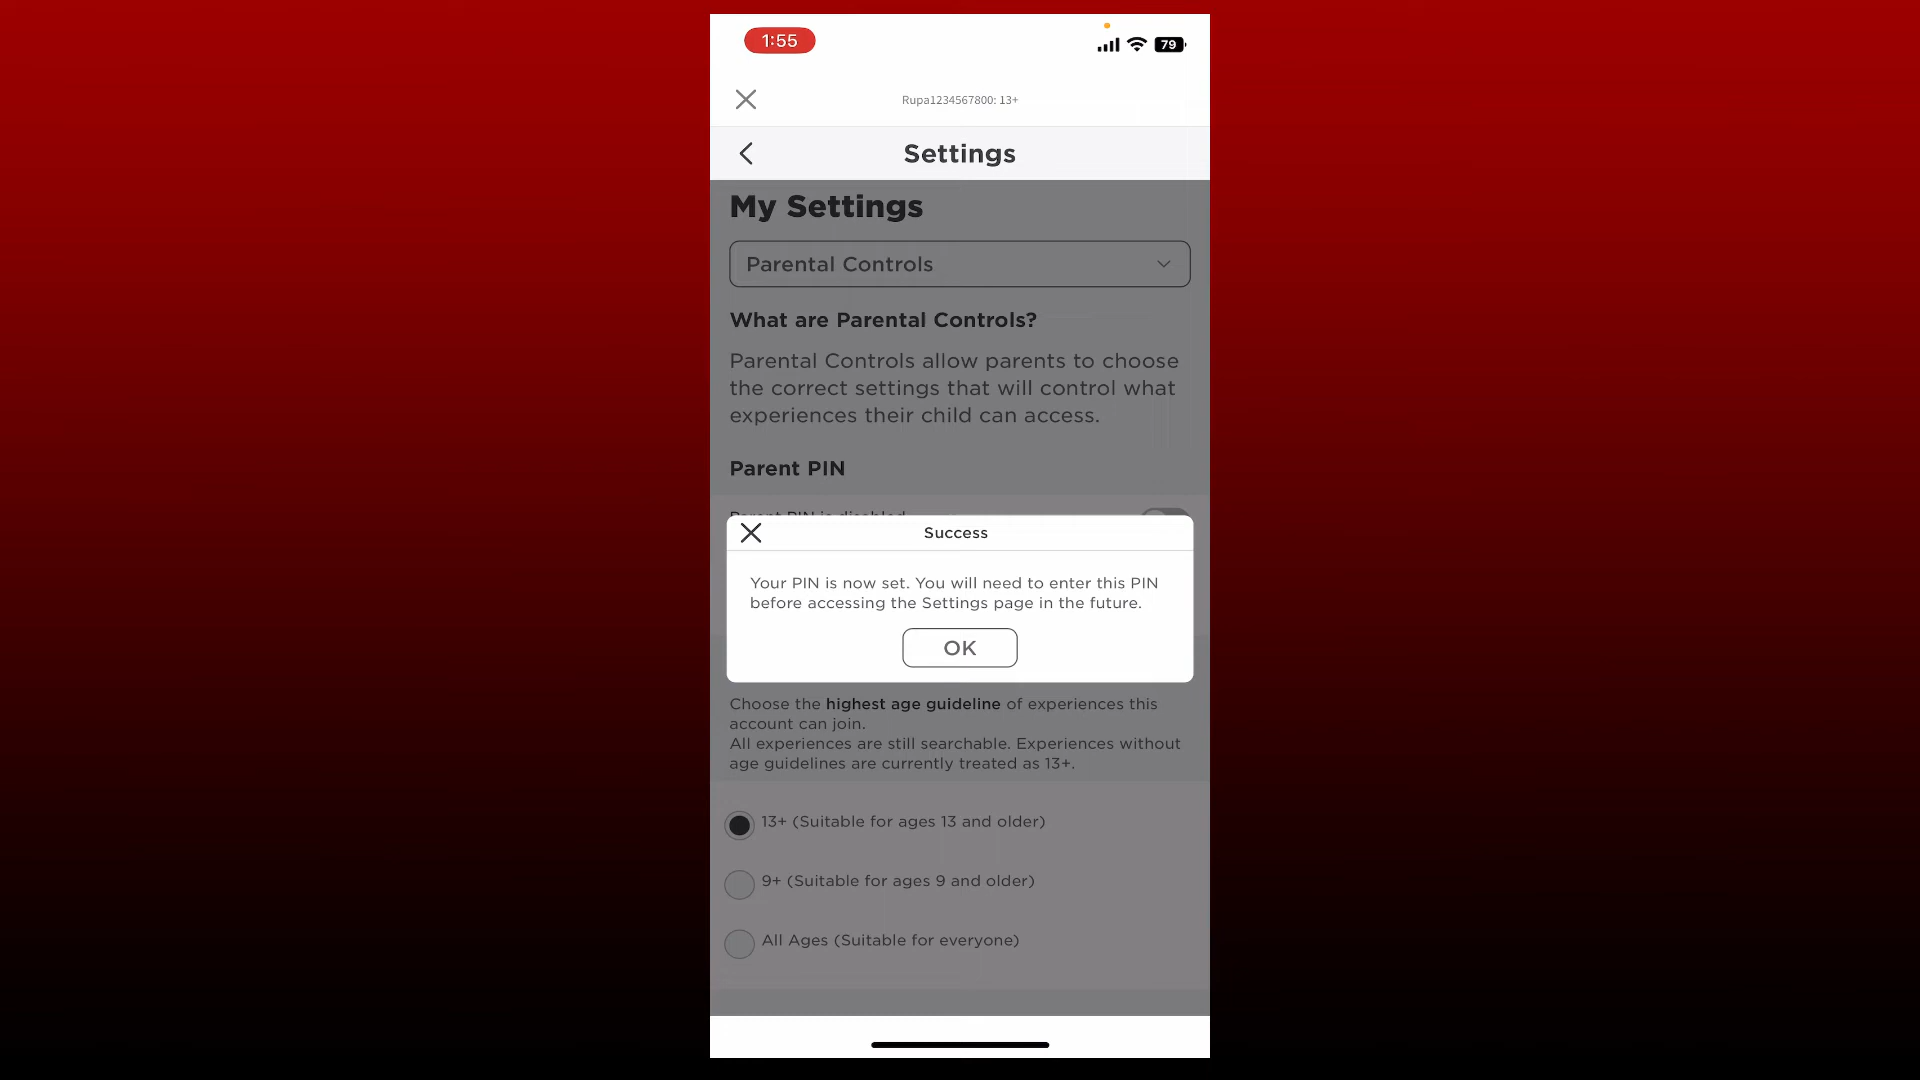 1:55
79
Rupa1234567800: 13+
Settings
My Settings
Parental Controls
What are Parental Controls?
Parental Controls allow parents to choose
the correct settings that will control what
experiences their child can access.
Parent PIN
Parent PIN is disabled
Success
Your PIN is now set. You will need to enter this PIN
before accessing the Settings page in the future.
OK
Choose the highest age guideline of experiences this
account can join.
All experiences are still searchable. Experiences without
age guidelines are currently treated as 13+.
13+ (Suitable for ages 13 and older)
9+ (Suitable for ages 9 and older)
All Ages (Suitable for everyone)